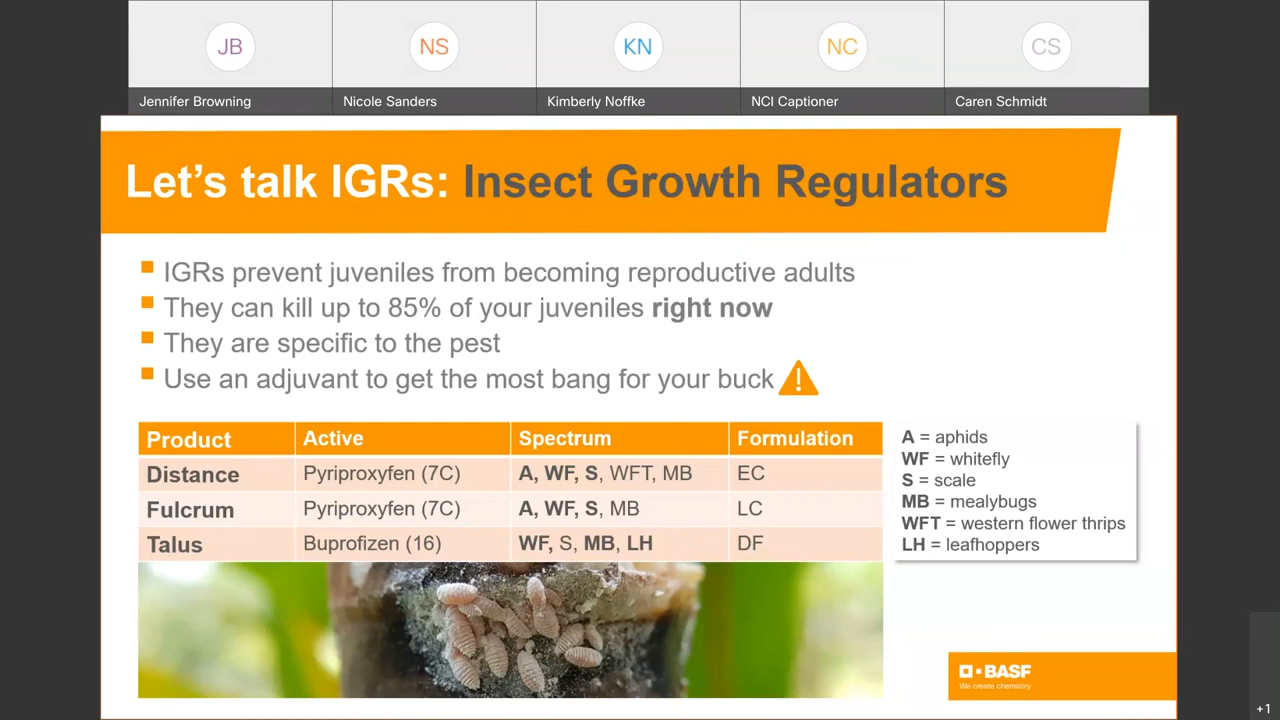 JB
NS
KN
NC
CS
Jennifer Browning
Nicole Sanders
Kimberly Noffke
NCI Captioner
Caren Schmidt
Let's talk IGRs: Insect Growth Regulators
IGRs prevent juveniles from becoming reproductive adults
They can kill up to 85% of your juveniles right now
They are specific to the pest
Use an adjuvant to get the most bang for your buck
Product Active Spectrum Formulation
Distance Pyriproxyfen (7C) A, WF, S, WFT, MB EC
Fulcrum Pyriproxyfen (7C) A, WF, S, MB LC
Talus Buprofizen (16) WF, S, MB, LH DF
A = aphids
WF = whitefly
S = scale
MB = mealybugs
WFT = western flower thrips
LH = leafhoppers
BASF
We create chemistry
+1